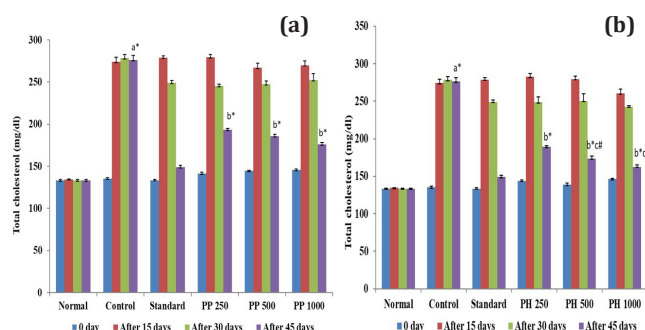 (a)
300
250
200
150
100
50
0
Total cholesterol (mg/dl)
a*
b*
b*
b*
Normal Control Standard PP 250 PP 500 PP 1000
0 day After 15 days After 30 days After 45 days
(b)
350
300
250
200
150
100
50
0
Total cholesterol (mg/dl)
a*
b*
b*c#
b*c
Normal Control Standard PH 250 PH 500 PH 1000
0 day After 15 days After 30 days After 45 days